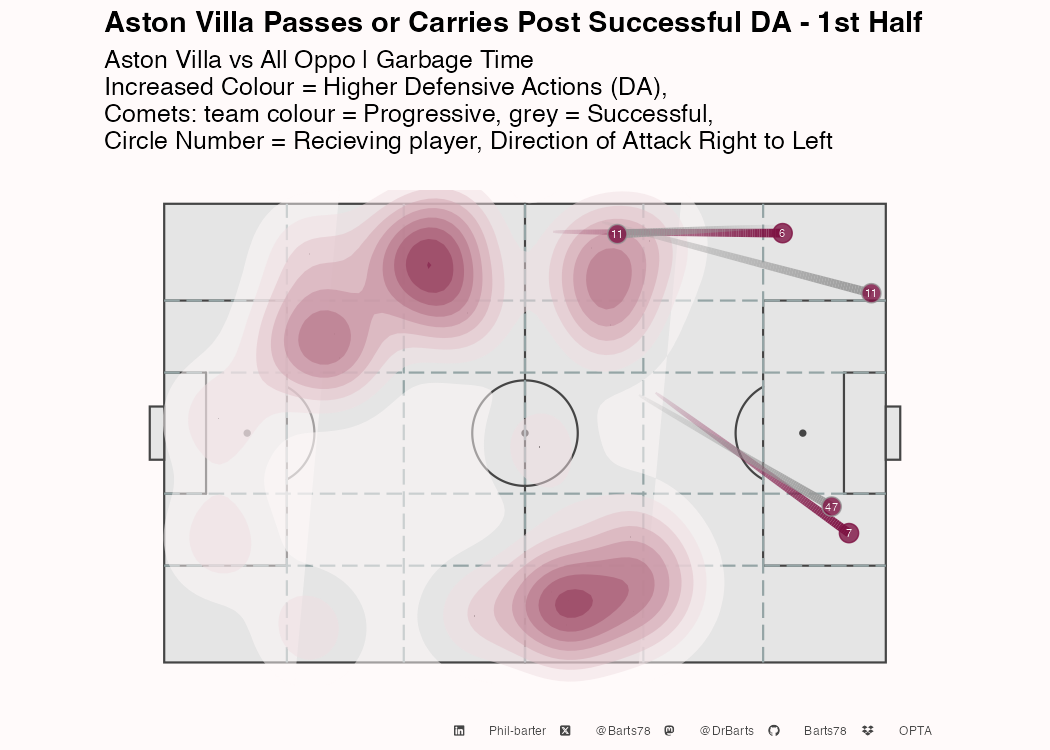 Aston Villa Passes or Carries Post Successful DA - 1st Half
Aston Villa vs All Oppo | Garbage Time
Increased Colour = Higher Defensive Actions (DA),
Comets: team colour = Progressive, grey = Successful,
Circle Number = Recieving player, Direction of Attack Right to Left
11
6
11
47
7
Phil-barter @Barts78 @DrBarts Barts78 OPTA